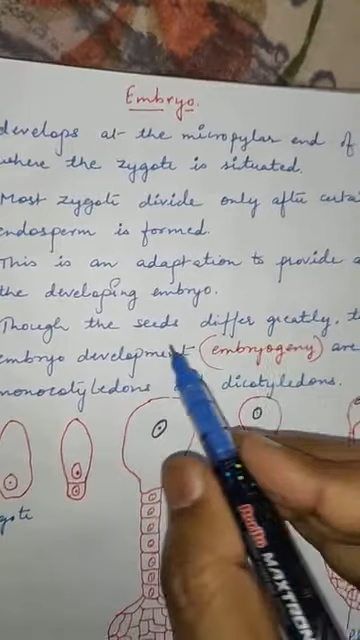 Embryo.
develops at the micropylar end of
where the zygote is situated.
Most zygote divide only after
endosperm is formed.
This is an adaptation to provide
the developing embryo.
Though the seeds differ greatly,
embryo development (embryogeny) are
monocotyledons dicotyledons.
MAXTRON